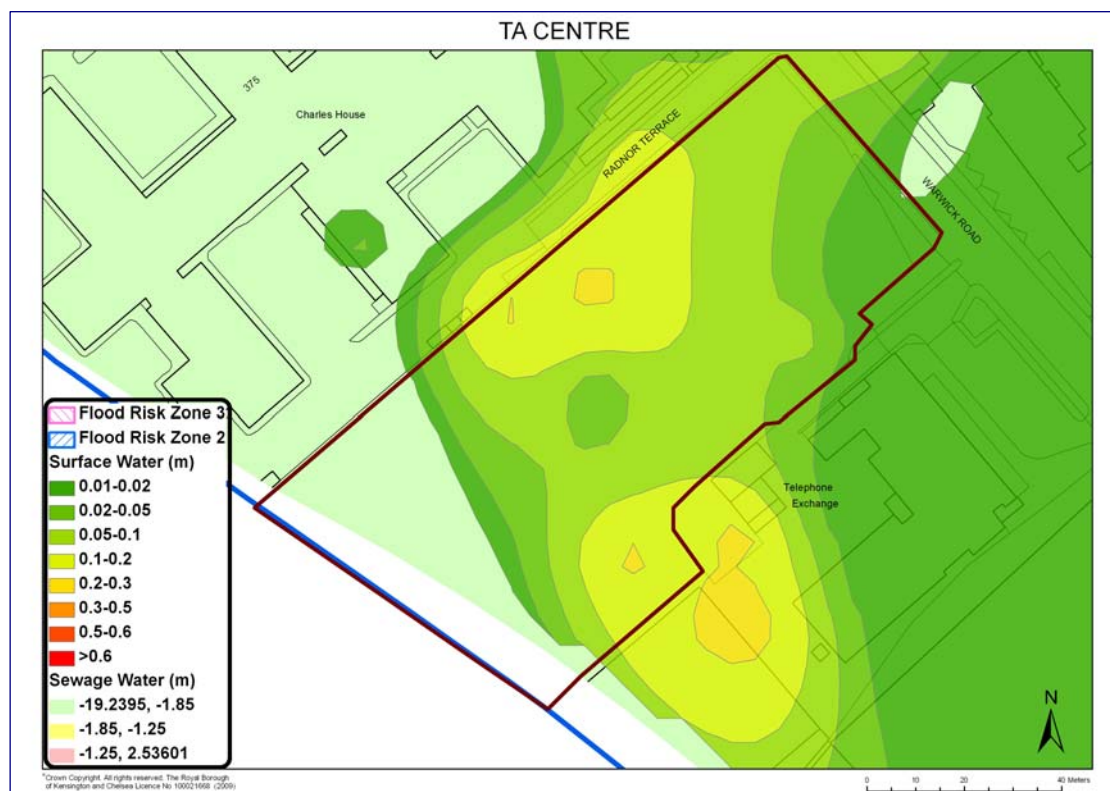 TA CENTRE
375
Charles House
RADNOR TERRACE
WARWICK ROAD
Telephone
Exchange
Flood Risk Zone 3
Flood Risk Zone 2
Surface Water (m)
0.01-0.02
0.02-0.05
0.05-0.1
0.1-0.2
0.2-0.3
0.3-0.5
0.5-0.6
>0.6
Sewage Water (m)
-19.2395, -1.85
-1.85, -1.25
-1.25, 2.53601
N
0 10 20 40 Meters
©Crown Copyright. All rights reserved. The Royal Borough
of Kensington and Chelsea Licence No 100021668 (2009)